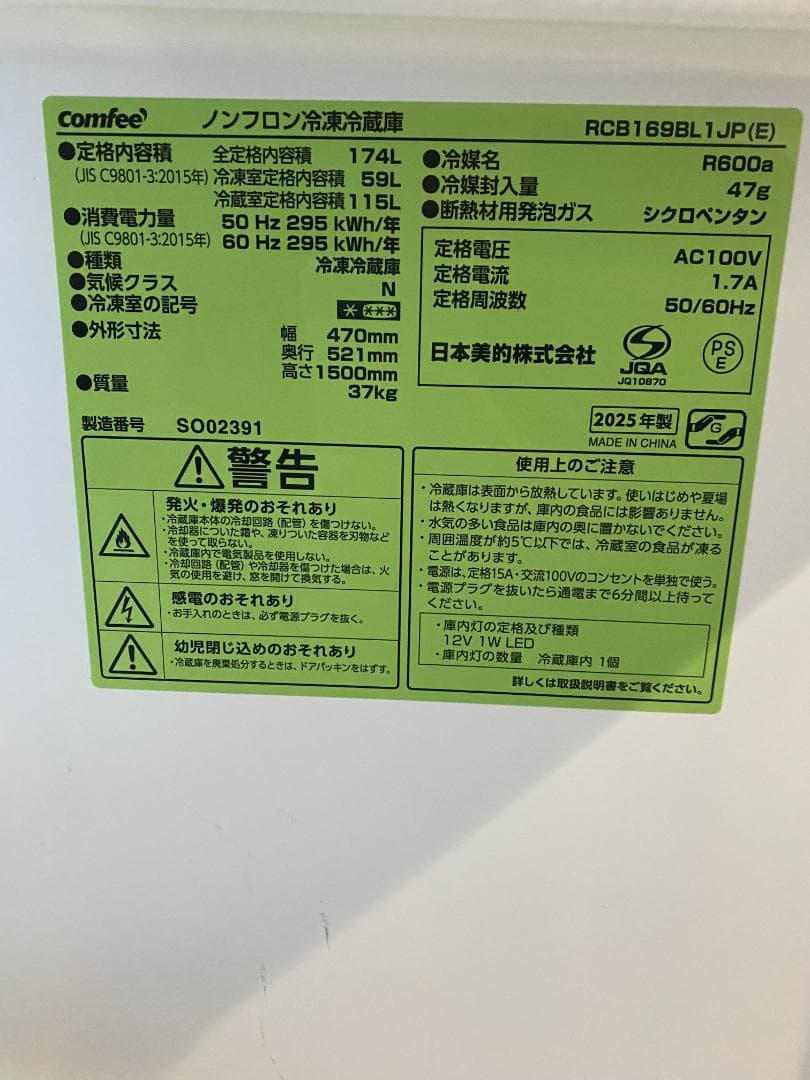 comfee' ノンフロン冷凍冷蔵庫 RCB169BL1JP(E)
●定格内容積 全定格内容積 174L
(JIS C9801-3:2015年) 冷凍室定格内容積 59L
冷蔵室定格内容積 115L
●消費電力量 50 Hz 295 kWh/年
(JIS C9801-3:2015年) 60 Hz 295 kWh/年
●種類 冷凍冷蔵庫
●気候クラス N
●冷凍室の記号 * ***
●外形寸法 幅 470mm
奥行 521mm
高さ 1500mm
●質量 37kg
製造番号 SO02391
●冷媒名 R600a
●冷媒封入量 47g
●断熱材用発泡ガス シクロペンタン
定格電圧 AC100V
定格電流 1.7A
定格周波数 50/60Hz
日本美的株式会社
JQA
JQ10870
PS
E
2025年製
MADE IN CHINA
G
警告
発火・爆発のおそれあり
・冷蔵庫本体の冷却回路（配管）を傷つけない。
・冷却器についた霜や、凍りついた容器を刃物など
を使って取らない。
・冷蔵庫内で電気製品を使用しない。
・冷却回路（配管）や冷却器を傷つけた場合は、火
気の使用を避け、窓を開けて換気する。
感電のおそれあり
・お手入れのときは、必ず電源プラグを抜く。
幼児閉じ込めのおそれあり
・冷蔵庫を廃棄処分するときは、ドアパッキンをはずす。
使用上のご注意
・冷蔵庫は表面から放熱しています。使いはじめや夏場
は熱くなりますが、庫内の食品には影響ありません。
・水気の多い食品は庫内の奥に置かないでください。
・周囲温度が約5℃以下では、冷蔵室の食品が凍る
ことがあります。
・電源は、定格15A・交流100Vのコンセントを単独で使う。
・電源プラグを抜いたら通電まで6分間以上待って
ください。
・庫内灯の定格及び種類
12V 1W LED
・庫内灯の数量 冷蔵庫内 1個
詳しくは取扱説明書をご覧ください。